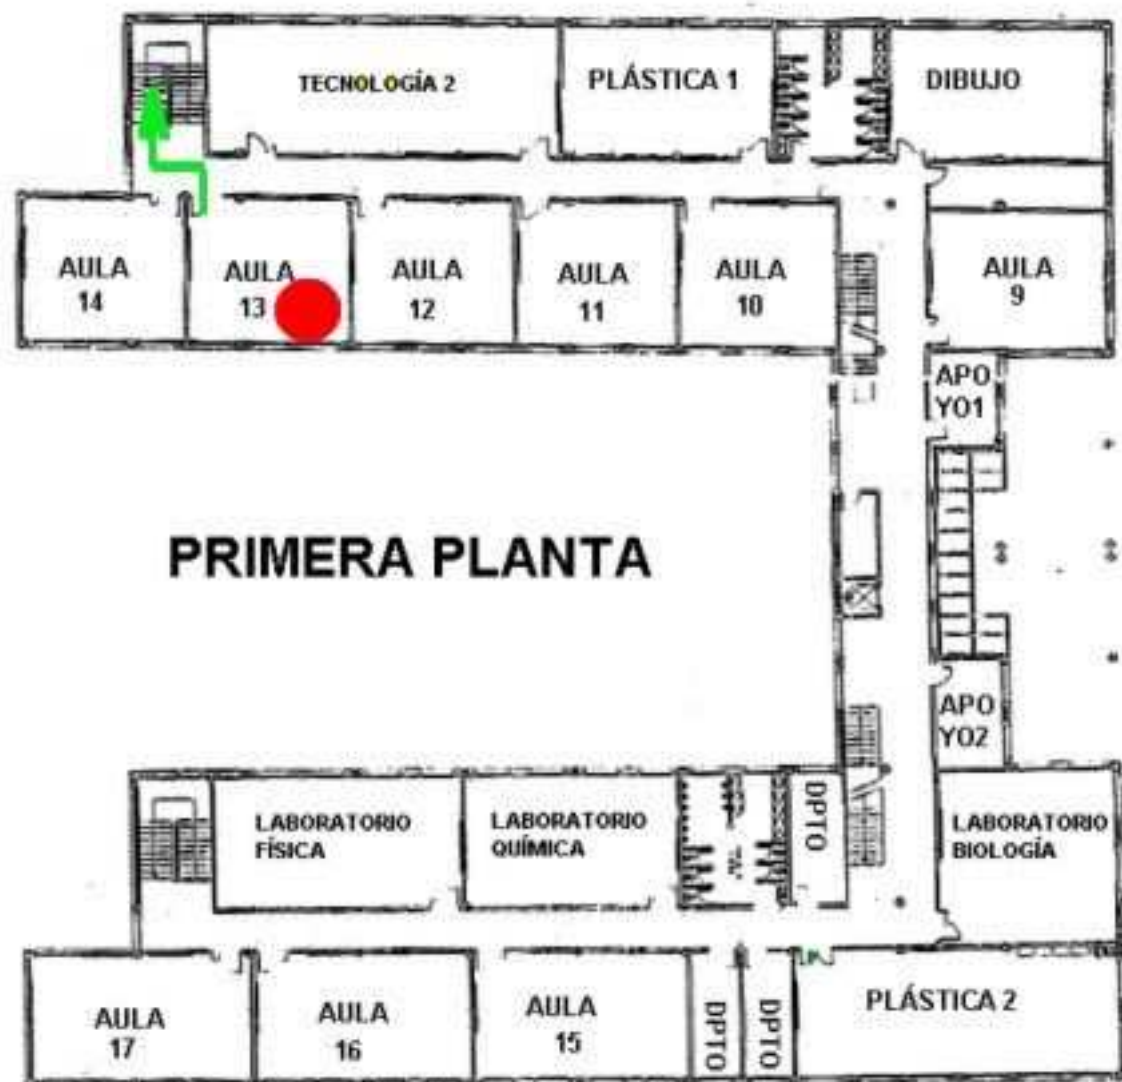 TECNOLOGÍA 2
PLÁSTICA 1
DIBUJO
AULA
14
AULA
13
AULA
12
AULA
11
AULA
10
AULA
9
APO
YO1
PRIMERA PLANTA
APO
YO2
LABORATORIO
FÍSICA
LABORATORIO
QUÍMICA
DPTO
LABORATORIO
BIOLOGÍA
AULA
17
AULA
16
AULA
15
DPTO
DPTO
PLÁSTICA 2